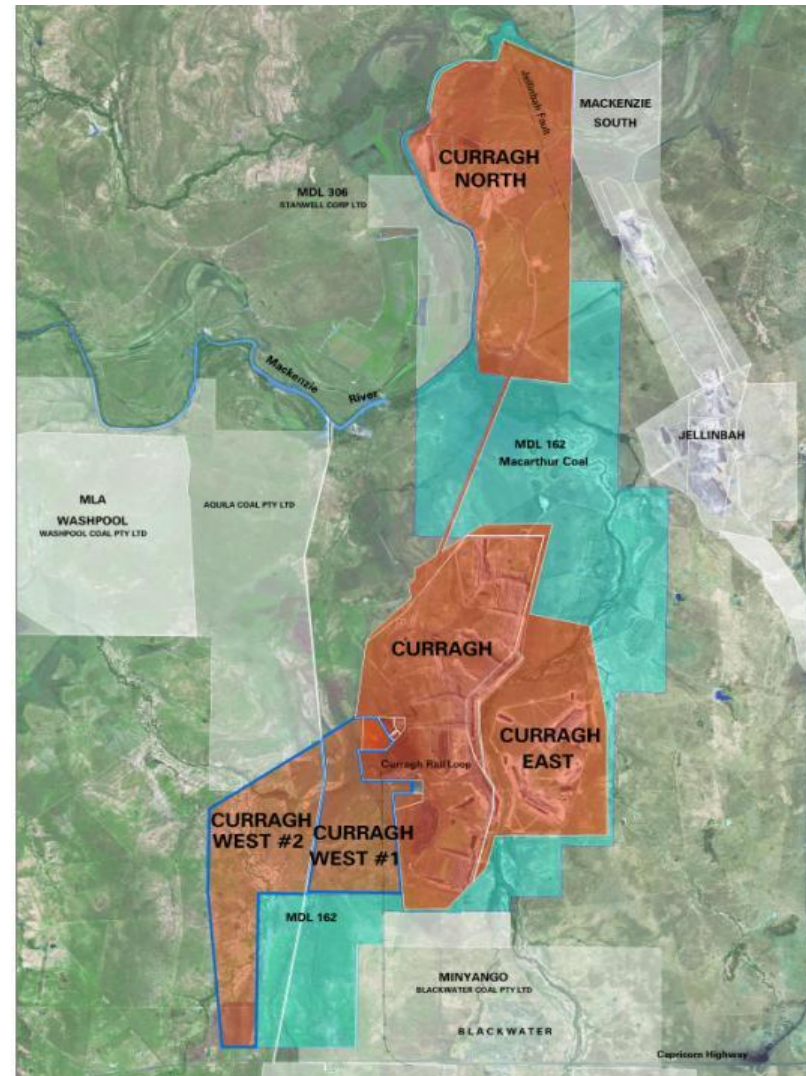 Jellinbah Fault
MACKENZIE
SOUTH
CURRAGH
NORTH
MDL 306
STANWELL CORP LTD
Mackenzie
River
JELLINBAH
MDL 162
Macarthur Coal
MLA
WASHPOOL
WASHPOOL COAL PTY LTD
AQUILA COAL PTY LTD
CURRAGH
CURRAGH
EAST
Curragh Rail Loop
CURRAGH
WEST #2
CURRAGH
WEST #1
MDL 162
MINYANGO
BLACKWATER COAL PTY LTD
BLACKWATER
Capricorn Highway